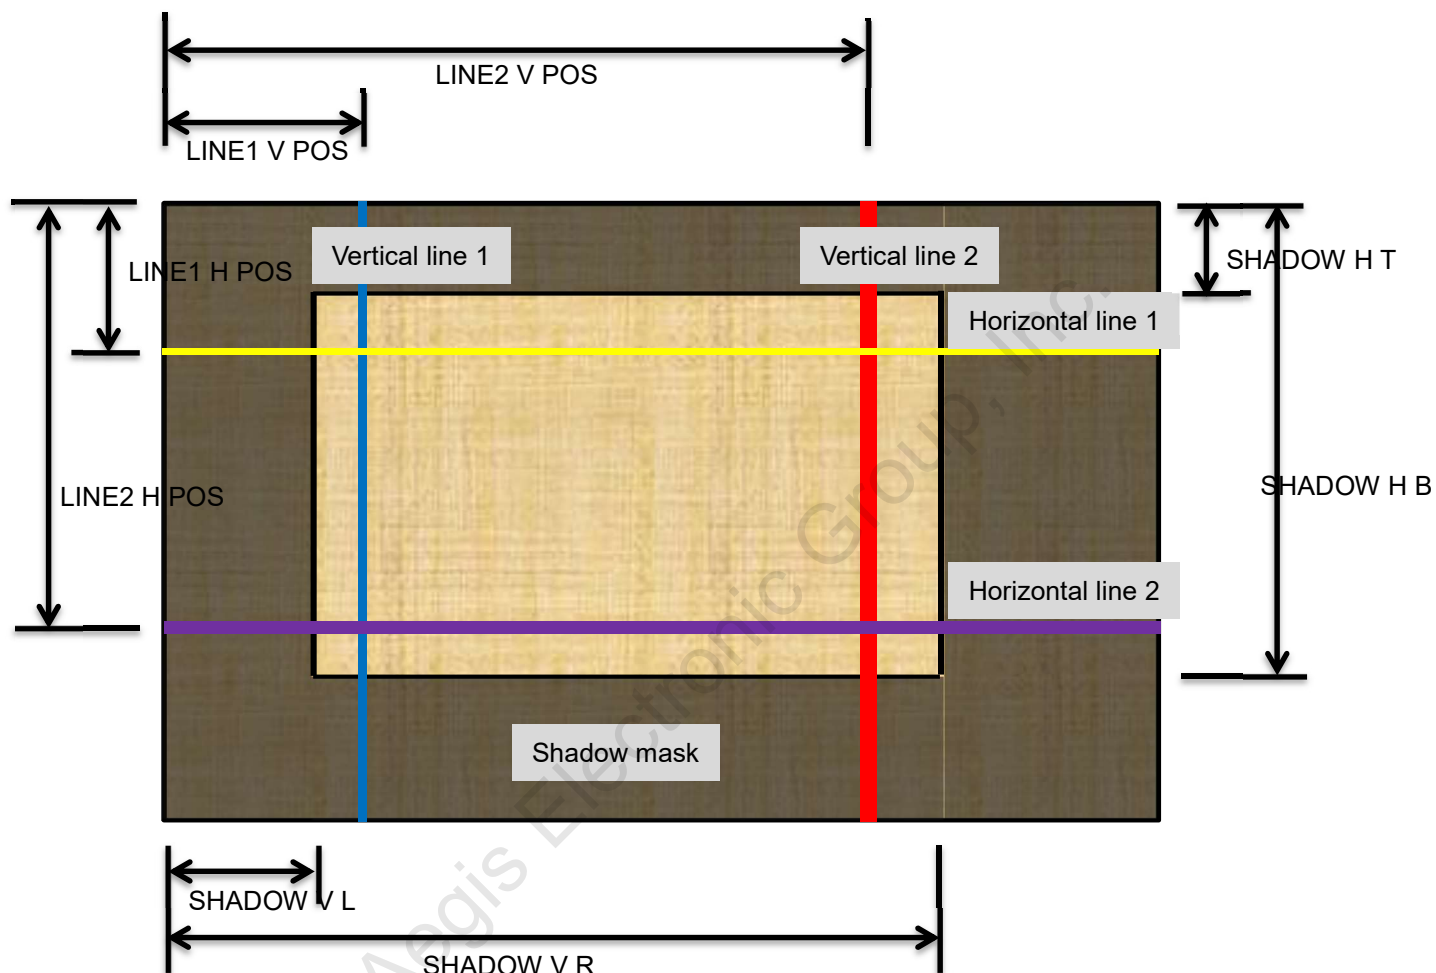 LINE2 V POS
LINE1 V POS
Vertical line 1
Vertical line 2
LINE1 H POS
SHADOW H T
Horizontal line 1
LINE2 H POS
SHADOW H B
Horizontal line 2
Shadow mask
SHADOW V L
SHADOW V R
Aegis Electronic Group, Inc.